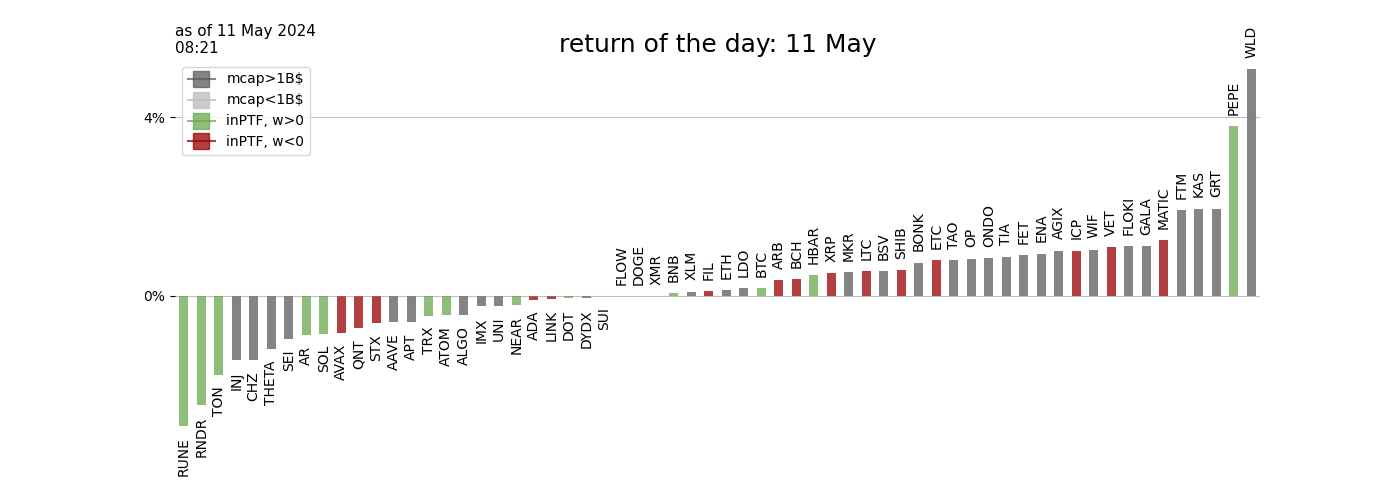 as of 11 May 2024
08:21
return of the day: 11 May
mcap>1B$
mcap<1B$
inPTF, w>0
inPTF, w<0
4%
0%
RUNE
RNDR
TON
INJ
CHZ
THETA
SEI
AR
SOL
AVAX
QNT
STX
AAVE
APT
TRX
ATOM
ALGO
IMX
UNI
NEAR
ADA
LINK
DOT
DYDX
SUI
FLOW
DOGE
XMR
BNB
XLM
FIL
ETH
LDO
BTC
ARB
BCH
HBAR
XRP
MKR
LTC
BSV
SHIB
BONK
ETC
TAO
OP
ONDO
TIA
FET
ENA
AGIX
ICP
WIF
VET
FLOKI
GALA
MATIC
FTM
KAS
GRT
PEPE
WLD